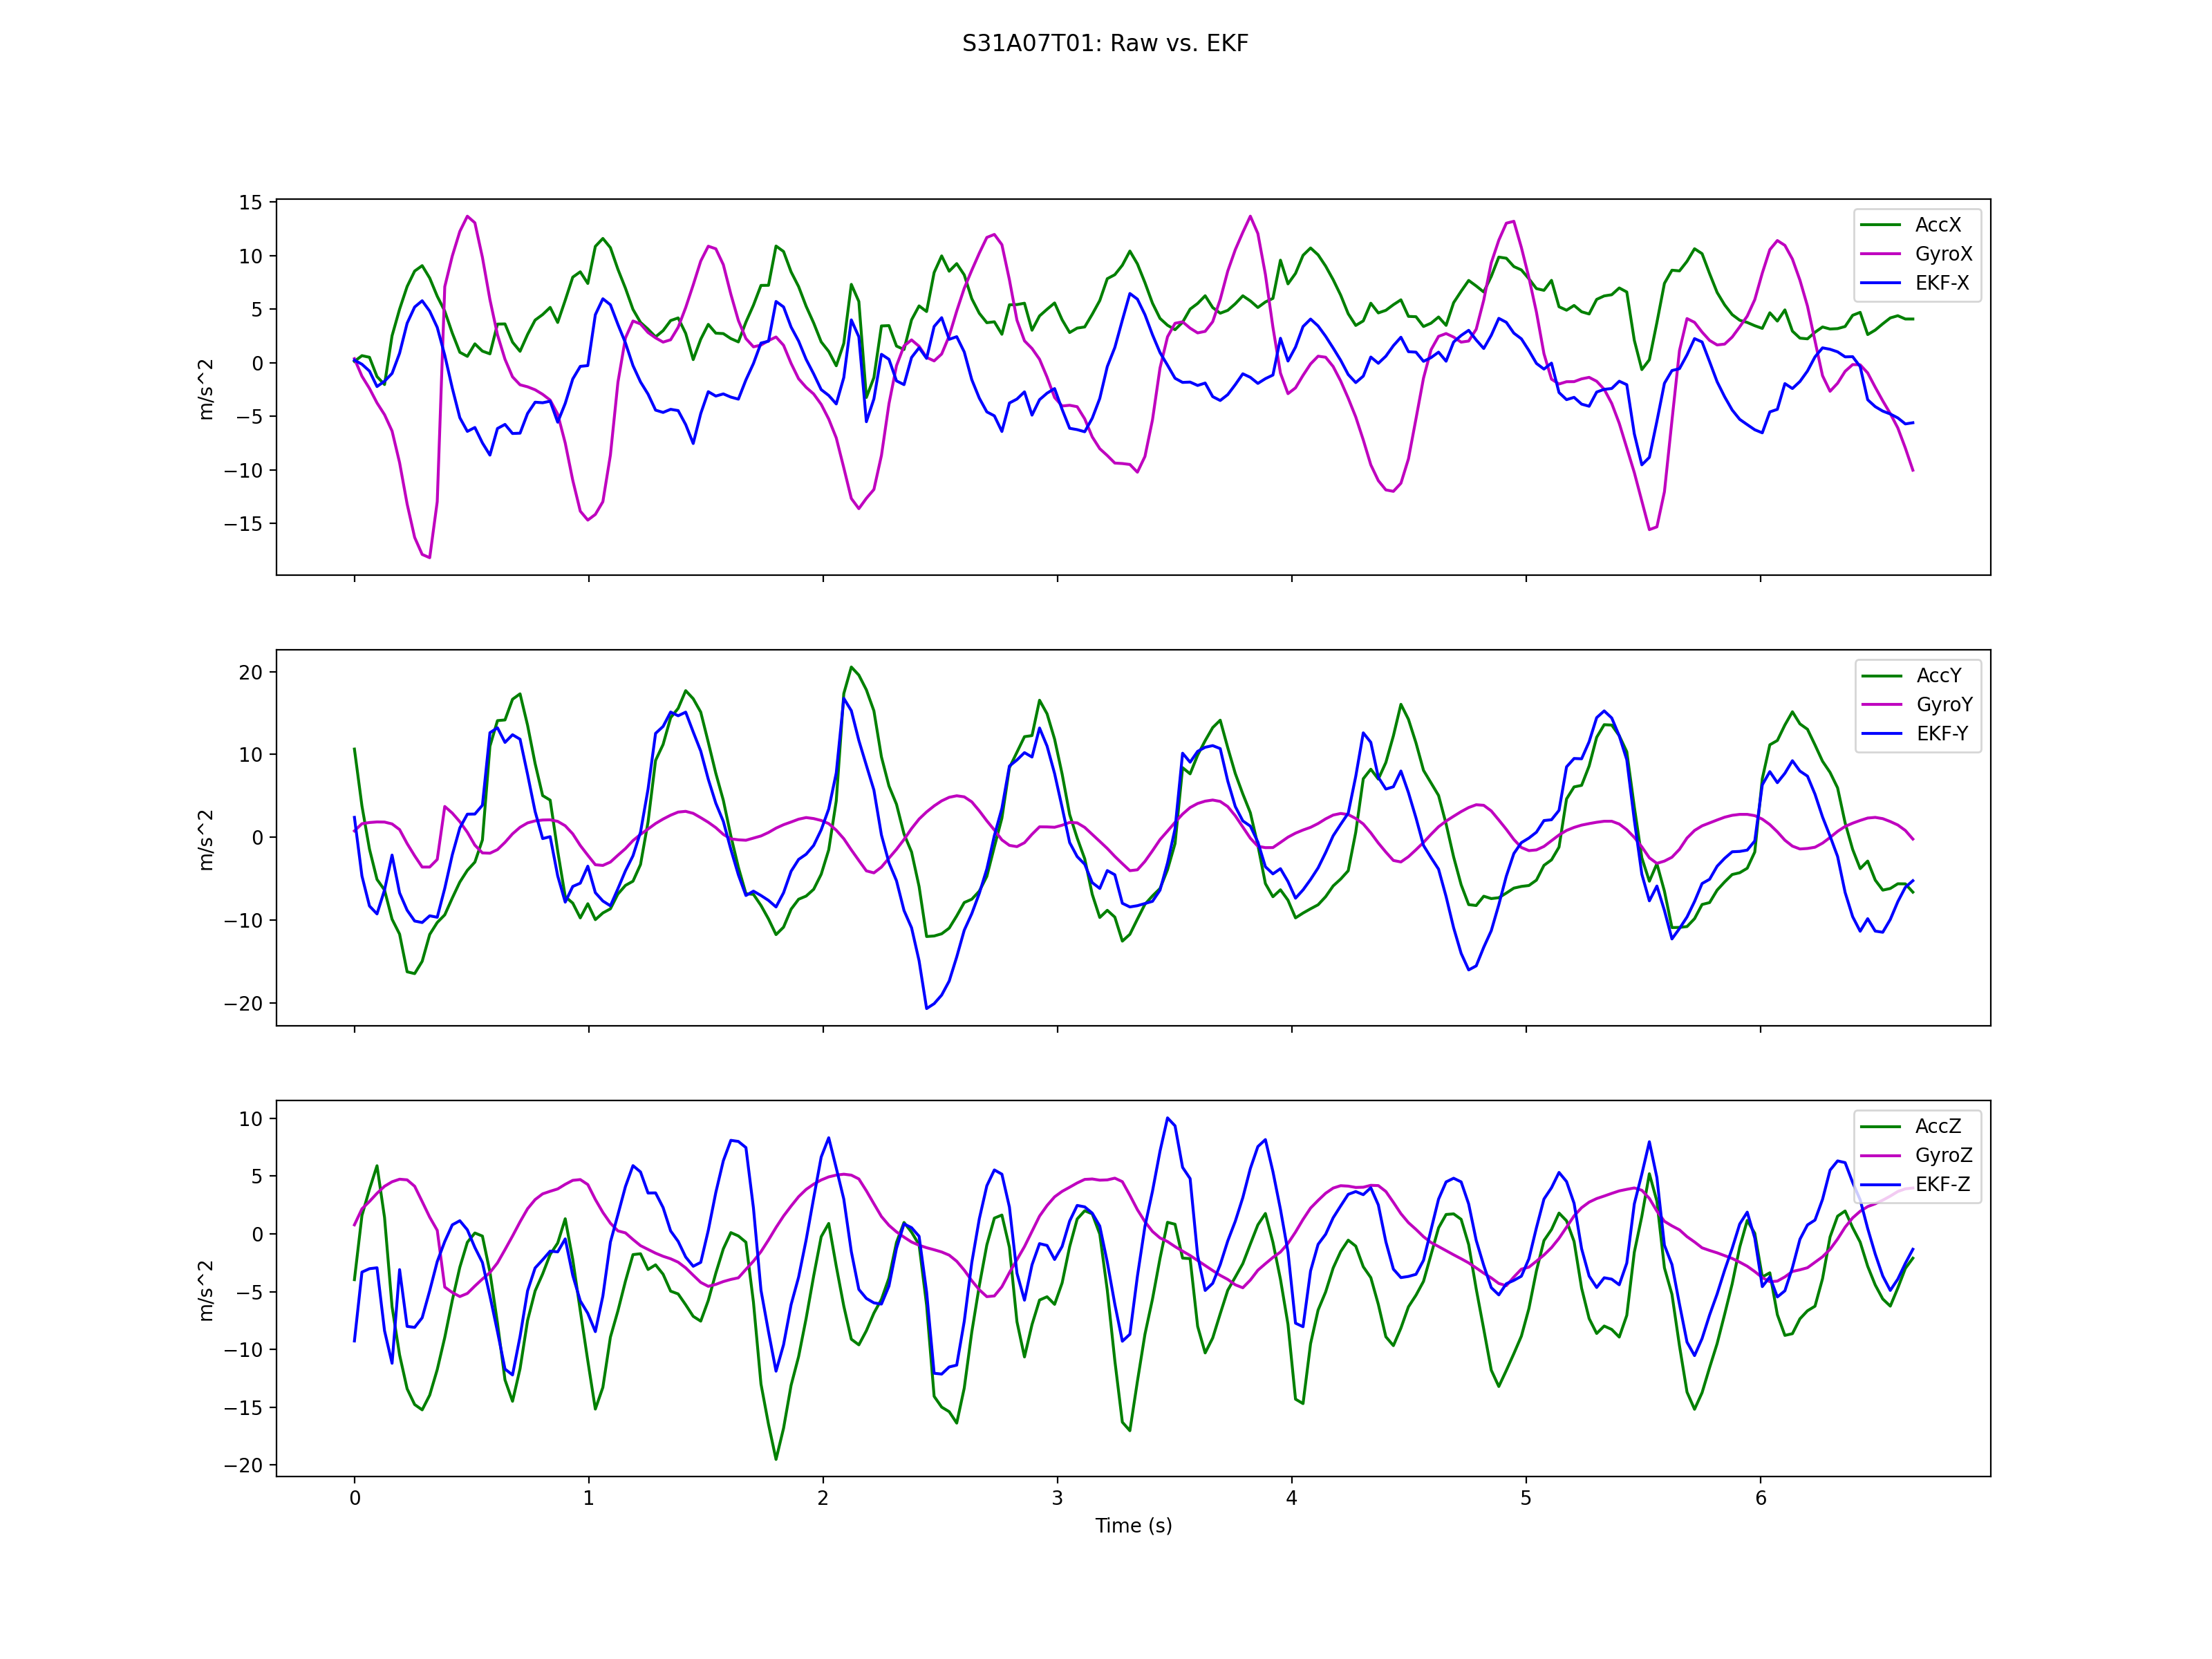 S31A07T01: Raw vs. EKF
15
10
5
0
−5
−10
−15
m/s^2
AccX
GyroX
EKF-X
20
10
0
−10
−20
m/s^2
AccY
GyroY
EKF-Y
10
5
0
−5
−10
−15
−20
m/s^2
AccZ
GyroZ
EKF-Z
0 1 2 3 4 5 6
Time (s)